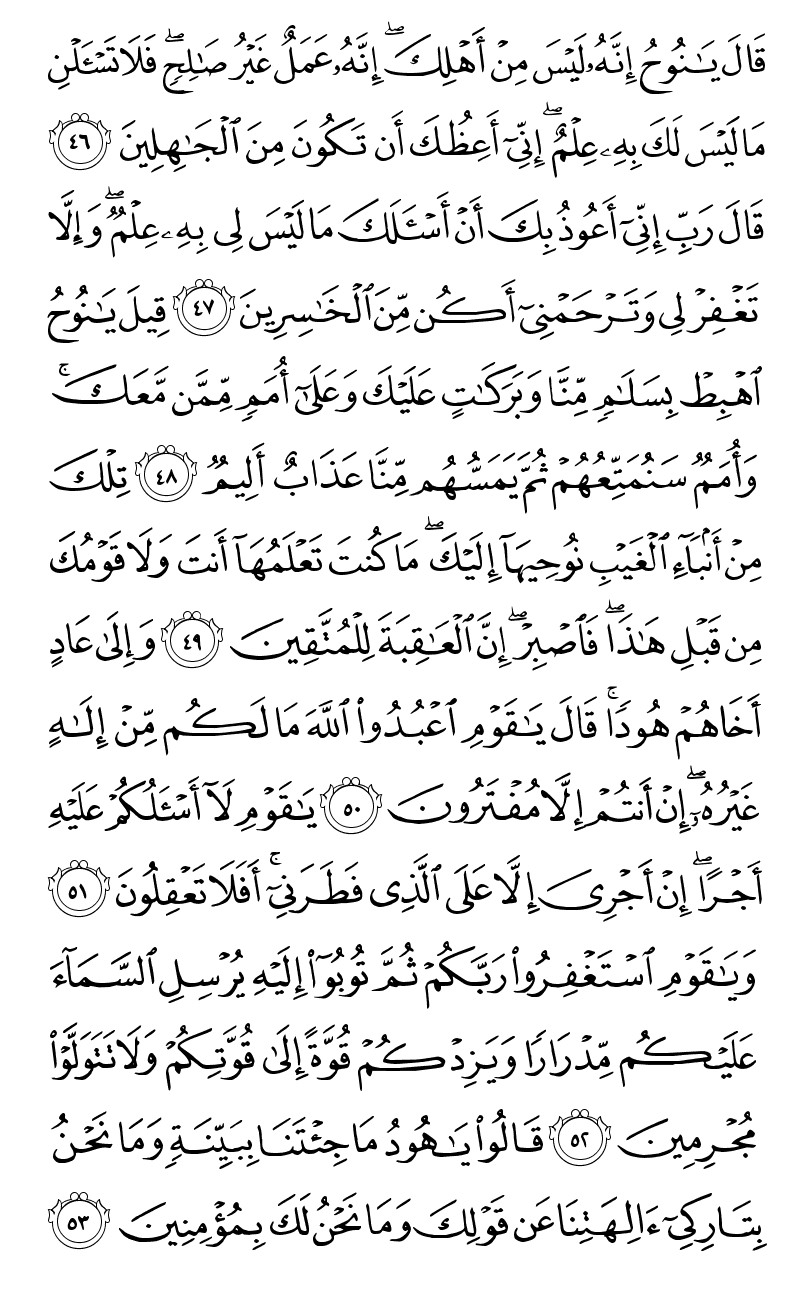 قَالَ يَـٰنُوحُ إِنَّهُۥ لَيْسَ مِنْ أَهْلِكَ ۖ إِنَّهُۥ عَمَلٌ غَيْرُ صَـٰلِحٍ ۖ فَلَا تَسْـَٔلْنِ
مَا لَيْسَ لَكَ بِهِۦ عِلْمٌ ۖ إِنِّىٓ أَعِظُكَ أَن تَكُونَ مِنَ ٱلْجَـٰهِلِينَ ٤٦
قَالَ رَبِّ إِنِّىٓ أَعُوذُ بِكَ أَنْ أَسْـَٔلَكَ مَا لَيْسَ لِى بِهِۦ عِلْمٌ ۖ وَإِلَّا
تَغْفِرْ لِى وَتَرْحَمْنِىٓ أَكُن مِّنَ ٱلْخَـٰسِرِينَ ٤٧ قِيلَ يَـٰنُوحُ
ٱهْبِطْ بِسَلَـٰمٍ مِّنَّا وَبَرَكَـٰتٍ عَلَيْكَ وَعَلَىٰٓ أُمَمٍ مِّمَّن مَّعَكَ ۚ
وَأُمَمٌ سَنُمَتِّعُهُمْ ثُمَّ يَمَسُّهُم مِّنَّا عَذَابٌ أَلِيمٌ ٤٨ تِلْكَ
مِنْ أَنۢبَآءِ ٱلْغَيْبِ نُوحِيهَآ إِلَيْكَ ۖ مَا كُنتَ تَعْلَمُهَآ أَنتَ وَلَا قَوْمُكَ
مِن قَبْلِ هَـٰذَا ۖ فَٱصْبِرْ ۖ إِنَّ ٱلْعَـٰقِبَةَ لِلْمُتَّقِينَ ٤٩ وَإِلَىٰ عَادٍ
أَخَاهُمْ هُودًا ۚ قَالَ يَـٰقَوْمِ ٱعْبُدُوا۟ ٱللَّهَ مَا لَكُم مِّنْ إِلَـٰهٍ
غَيْرُهُۥٓ ۖ إِنْ أَنتُمْ إِلَّا مُفْتَرُونَ ٥٠ يَـٰقَوْمِ لَآ أَسْـَٔلُكُمْ عَلَيْهِ
أَجْرًا ۖ إِنْ أَجْرِىَ إِلَّا عَلَى ٱلَّذِى فَطَرَنِىٓ ۚ أَفَلَا تَعْقِلُونَ ٥١
وَيَـٰقَوْمِ ٱسْتَغْفِرُوا۟ رَبَّكُمْ ثُمَّ تُوبُوٓا۟ إِلَيْهِ يُرْسِلِ ٱلسَّمَآءَ
عَلَيْكُم مِّدْرَارًا وَيَزِدْكُمْ قُوَّةً إِلَىٰ قُوَّتِكُمْ وَلَا تَتَوَلَّوْا۟
مُجْرِمِينَ ٥٢ قَالُوا۟ يَـٰهُودُ مَا جِئْتَنَا بِبَيِّنَةٍ وَمَا نَحْنُ
بِتَارِكِىٓ ءَالِهَتِنَا عَن قَوْلِكَ وَمَا نَحْنُ لَكَ بِمُؤْمِنِينَ ٥٣